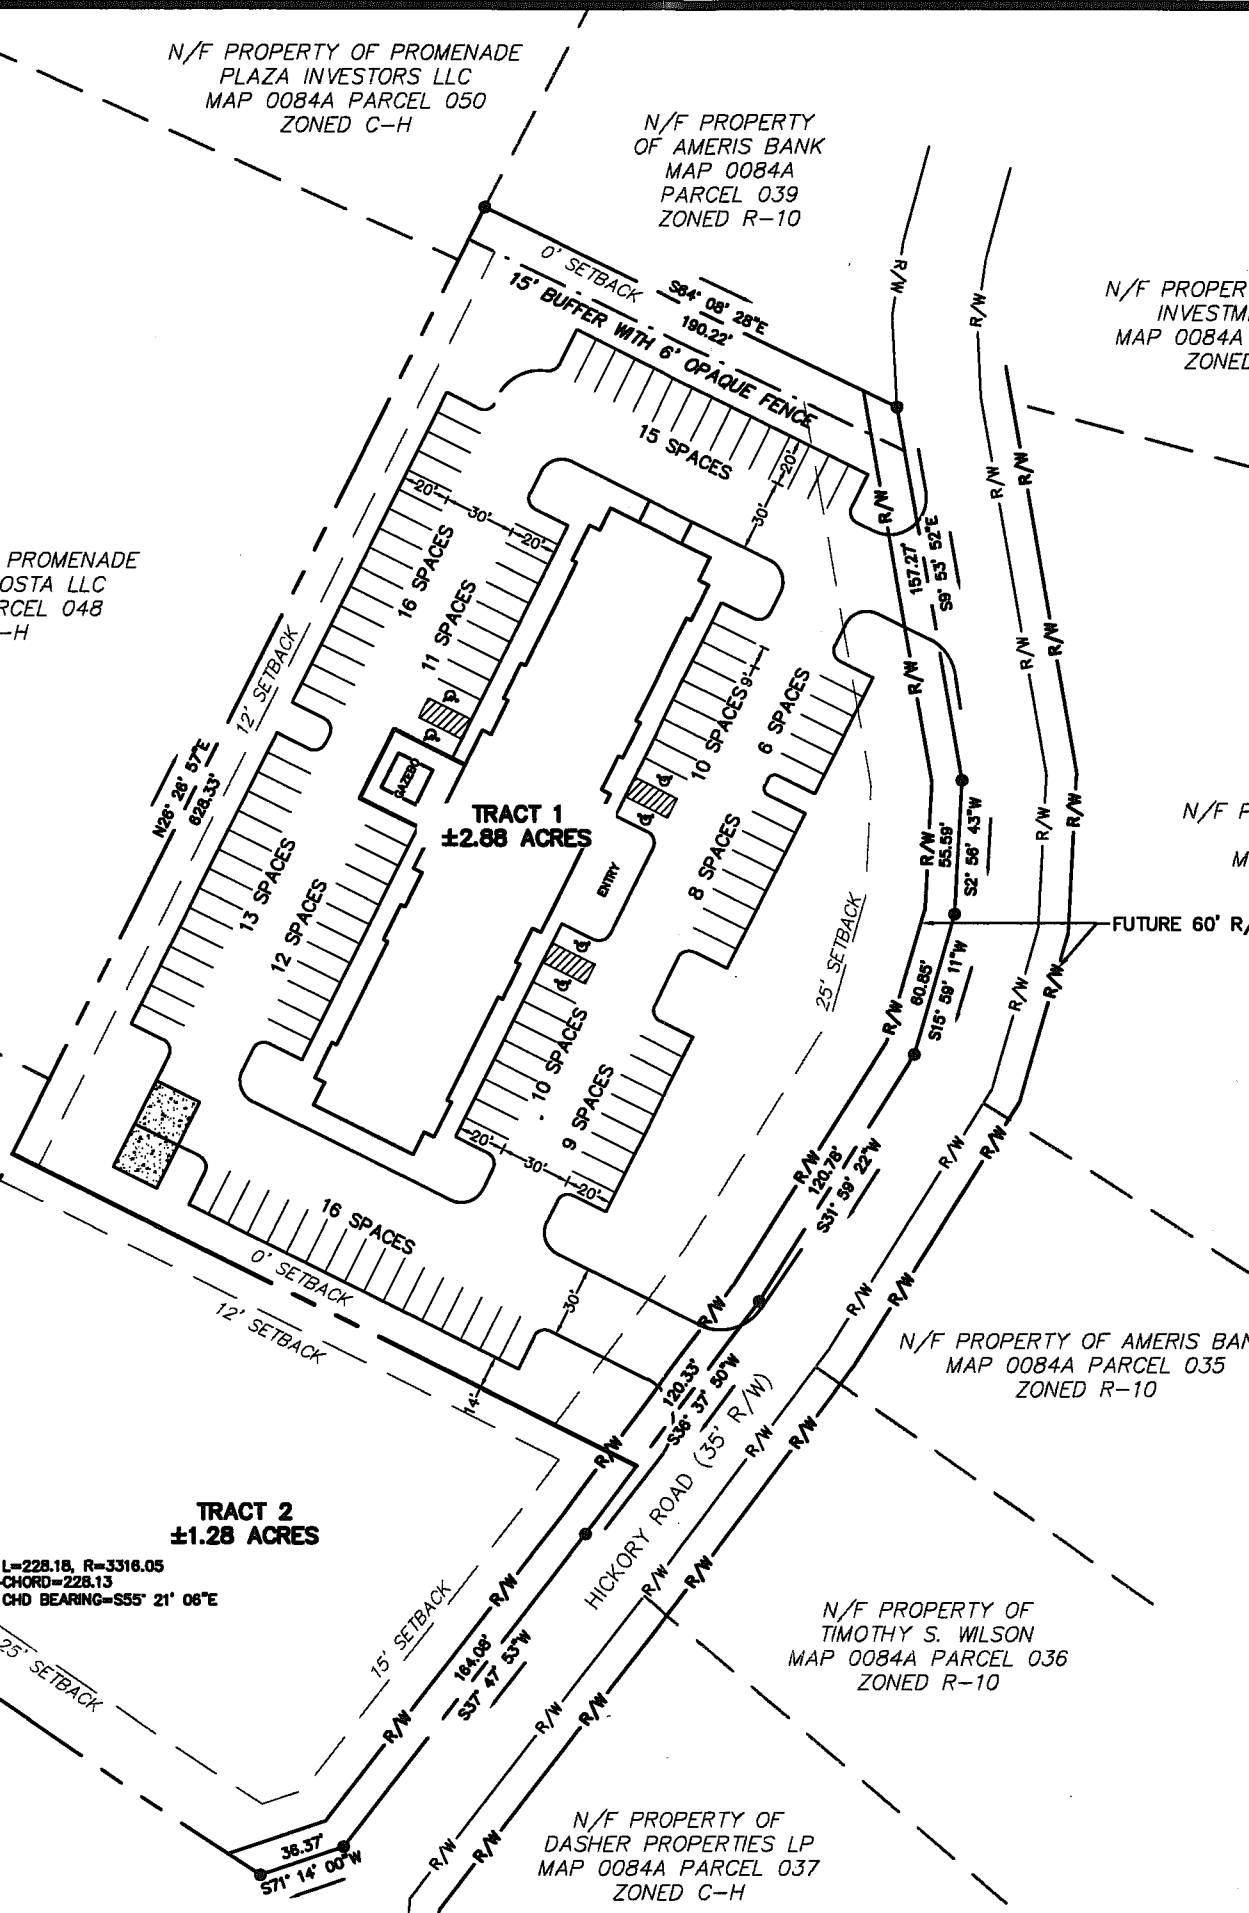 N/F PROPERTY OF PROMENADE
PLAZA INVESTORS LLC
MAP 0084A PARCEL 050
ZONED C-H
N/F PROPERTY
OF AMERIS BANK
MAP 0084A
PARCEL 039
ZONED R-10
0' SETBACK
15' BUFFER WITH 6' OPAQUE FENCE
S64° 08' 28"E
190.22'
R/W
R/W
N/F PROPER
INVESTM
MAP 0084A
ZONED
15 SPACES
20'
30'
R/W
R/W
R/W
20'
30'
20'
16 SPACES
11 SPACES
157.27'
S9° 53' 52"E
PROMENADE
OSTA LLC
RCEL 048
-H
12' SETBACK
R/W
R/W
R/W
9'
10 SPACES
6 SPACES
N26° 26' 57"E
628.33'
GAZEBO
TRACT 1
±2.88 ACRES
ENTRY
8 SPACES
R/W
55.59'
S2° 56' 43"W
R/W
R/W
N/F P
M
13 SPACES
12 SPACES
25' SETBACK
FUTURE 60' R/
R/W
60.85'
S15° 59' 11"W
R/W
R/W
10 SPACES
9 SPACES
20'
30'
20'
R/W
120.78'
S31° 59' 22"W
R/W
R/W
16 SPACES
0' SETBACK
12' SETBACK
30'
R/W
R/W
R/W
14'
120.33'
S36° 37' 50"W
HICKORY ROAD (35' R/W)
R/W
R/W
R/W
N/F PROPERTY OF AMERIS BAN
MAP 0084A PARCEL 035
ZONED R-10
TRACT 2
±1.28 ACRES
L=228.18, R=3316.05
CHORD=228.13
CHD BEARING=S55° 21' 06"E
25' SETBACK
15' SETBACK
R/W
R/W
R/W
164.08'
S37° 47' 53"W
N/F PROPERTY OF
TIMOTHY S. WILSON
MAP 0084A PARCEL 036
ZONED R-10
R/W
R/W
R/W
36.37'
S71° 14' 00"W
R/W
R/W
N/F PROPERTY OF
DASHER PROPERTIES LP
MAP 0084A PARCEL 037
ZONED C-H